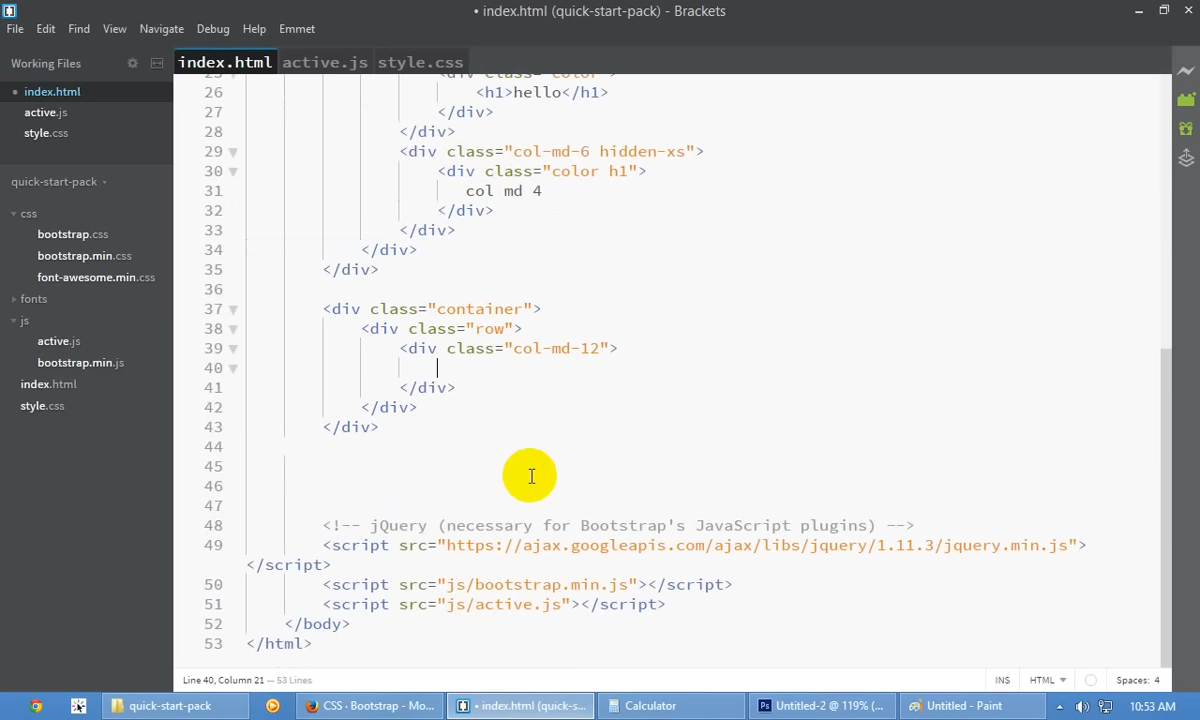 • index.html (quick-start-pack) - Brackets
File Edit Find View Navigate Debug Help Emmet
Working Files
index.html active.js style.css
• index.html
active.js
style.css
quick-start-pack
css
bootstrap.css
bootstrap.min.css
font-awesome.min.css
fonts
js
active.js
bootstrap.min.js
index.html
style.css
25 <div class="color">
26 <h1>hello</h1>
27 </div>
28 </div>
29 <div class="col-md-6 hidden-xs">
30 <div class="color h1">
31 col md 4
32 </div>
33 </div>
34 </div>
35 </div>
36
37 <div class="container">
38 <div class="row">
39 <div class="col-md-12">
40
41 </div>
42 </div>
43 </div>
44
45
46
47
48 <!-- jQuery (necessary for Bootstrap's JavaScript plugins) -->
49 <script src="https://ajax.googleapis.com/ajax/libs/jquery/1.11.3/jquery.min.js">
</script>
50 <script src="js/bootstrap.min.js"></script>
51 <script src="js/active.js"></script>
52 </body>
53 </html>
Line 40, Column 21 — 53 Lines
INS HTML Spaces: 4
quick-start-pack
CSS · Bootstrap - Mo...
• index.html (quick-s...
Calculator
Untitled-2 @ 119% (...
Untitled - Paint
10:53 AM